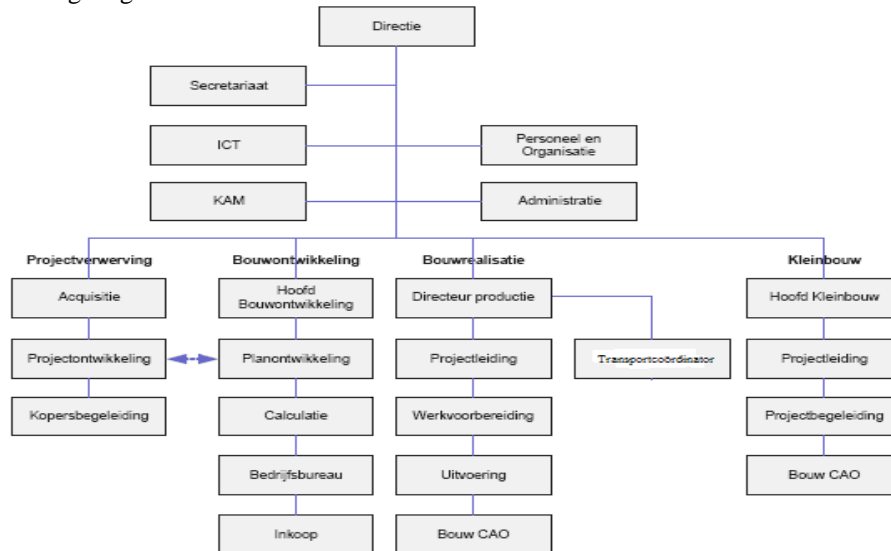 Directie
Secretariaat
ICT
Personeel en
Organisatie
KAM
Administratie
Projectverwerving
Bouwontwikkeling
Bouwrealisatie
Kleinbouw
Acquisitie
Hoofd
Bouwontwikkeling
Directeur productie
Hoofd Kleinbouw
Projectontwikkeling
Planontwikkeling
Projectleiding
Transportcoördinator
Projectleiding
Kopersbegeleiding
Calculatie
Werkvoorbereiding
Projectbegeleiding
Bedrijfsbureau
Uitvoering
Bouw CAO
Inkoop
Bouw CAO